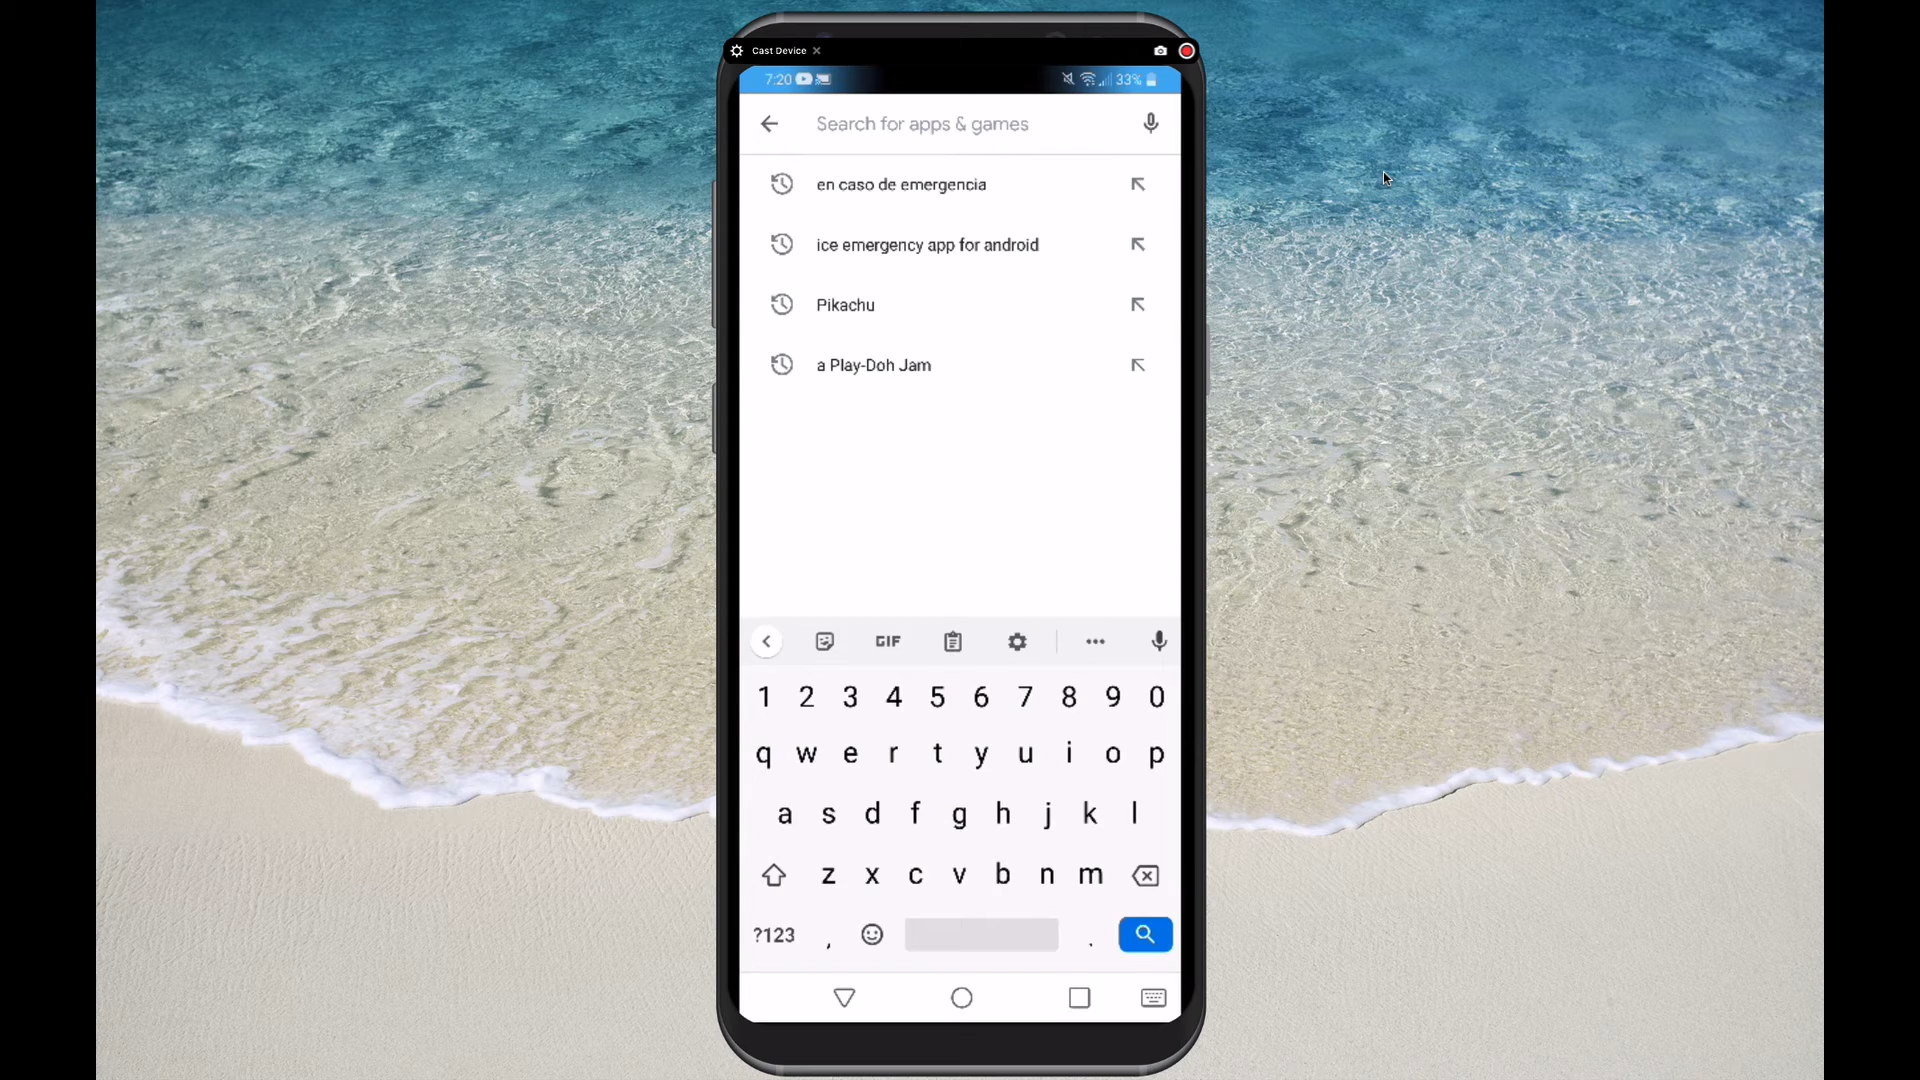 Cast Device
7:20 33%
Search for apps & games
en caso de emergencia
ice emergency app for android
Pikachu
a Play-Doh Jam
GIF
1 2 3 4 5 6 7 8 9 0
q w e r t y u i o p
a s d f g h j k l
z x c v b n m
?123 , .